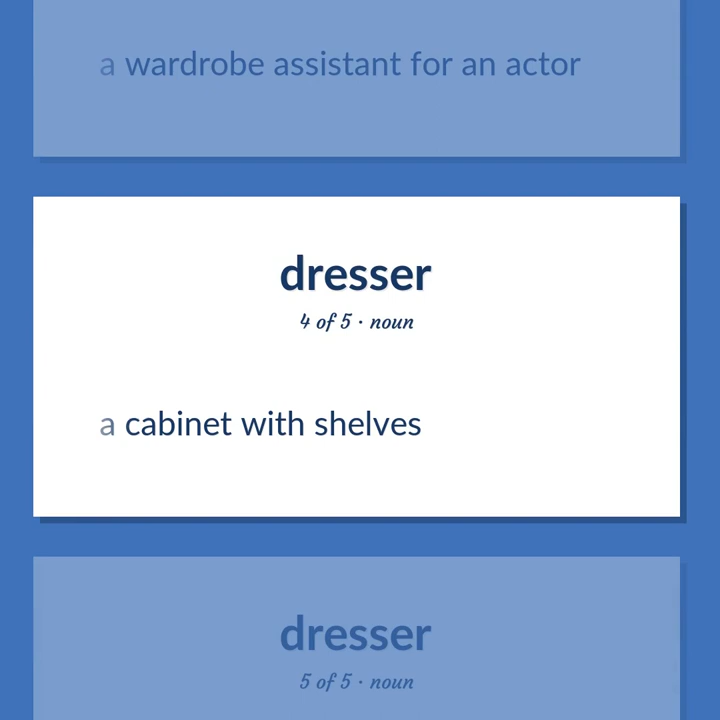 a wardrobe assistant for an actor
dresser
4 of 5 · noun
a cabinet with shelves
dresser
5 of 5 · noun